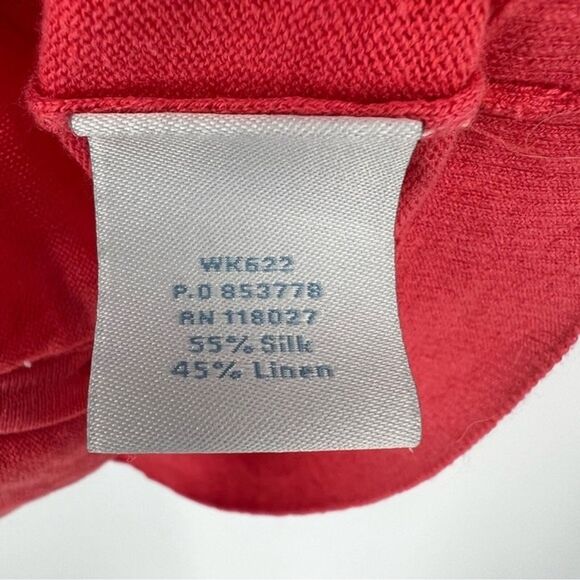 WK622
P.O 853778
RN 118027
55% Silk
45% Linen